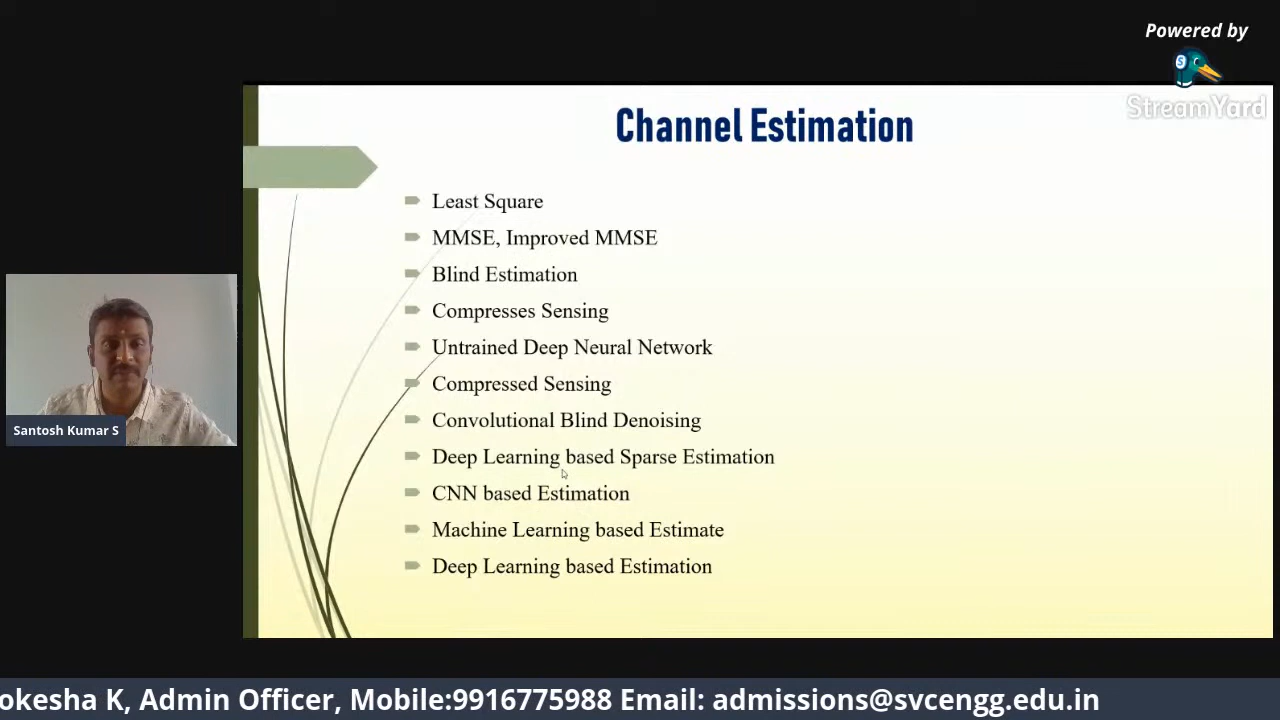 Powered by
StreamYard
Channel Estimation
Least Square
MMSE, Improved MMSE
Blind Estimation
Compresses Sensing
Untrained Deep Neural Network
Compressed Sensing
Convolutional Blind Denoising
Deep Learning based Sparse Estimation
CNN based Estimation
Machine Learning based Estimate
Deep Learning based Estimation
Santosh Kumar S
okesha K, Admin Officer, Mobile:9916775988 Email: admissions@svcengg.edu.in